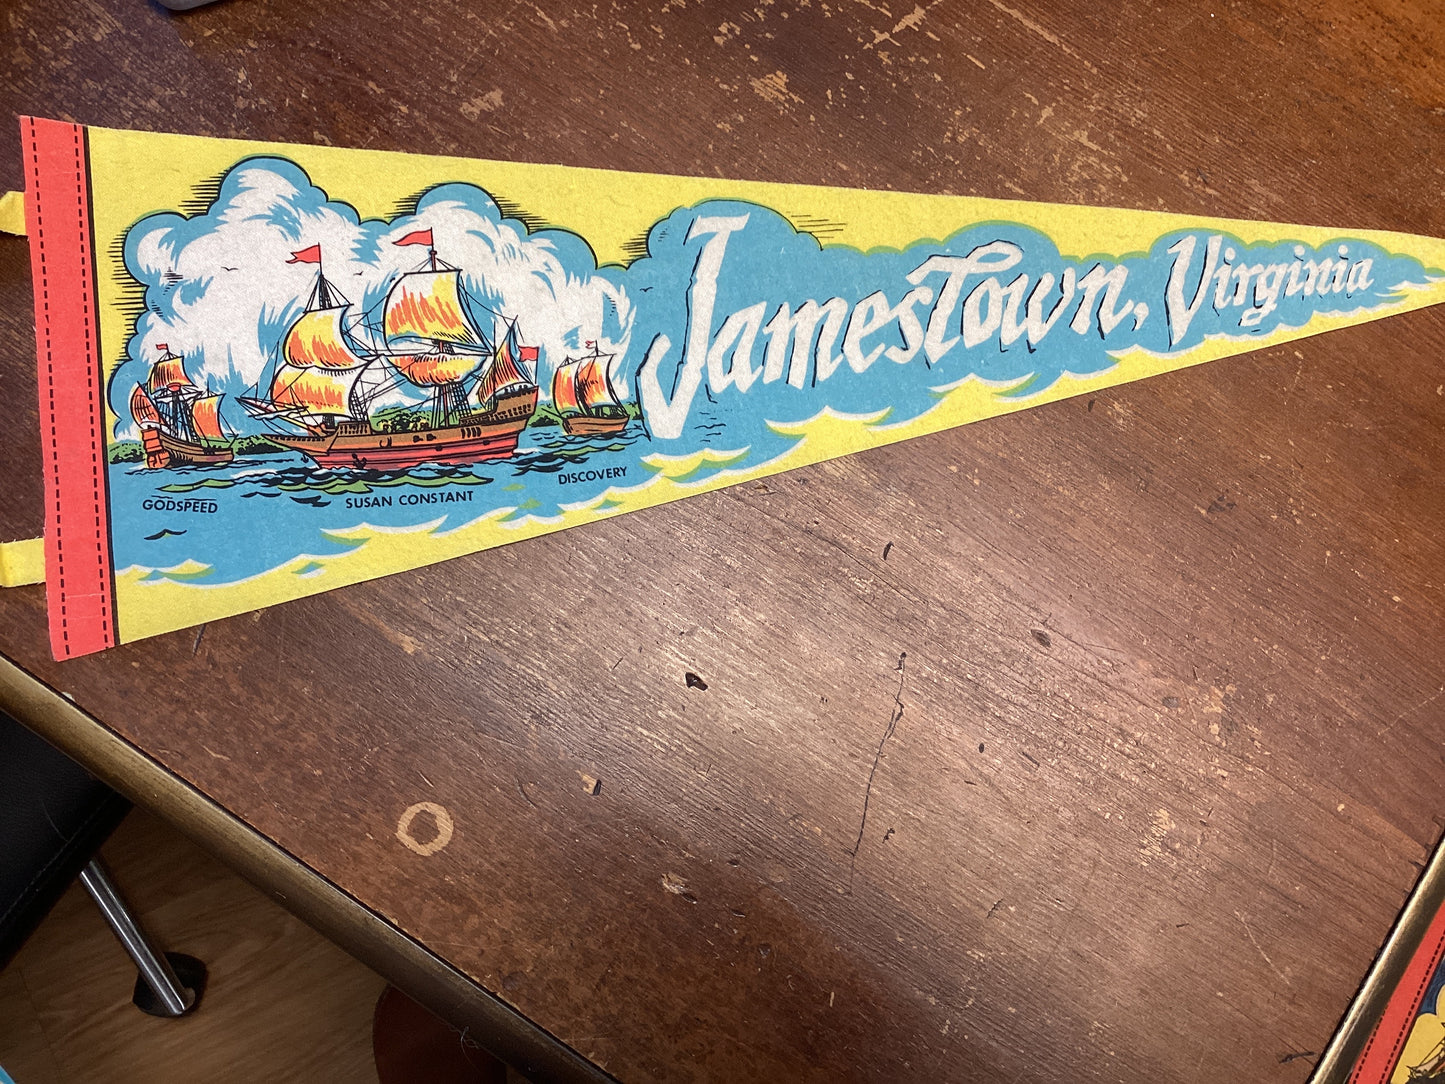 Jamestown, Virginia
GODSPEED
SUSAN CONSTANT
DISCOVERY